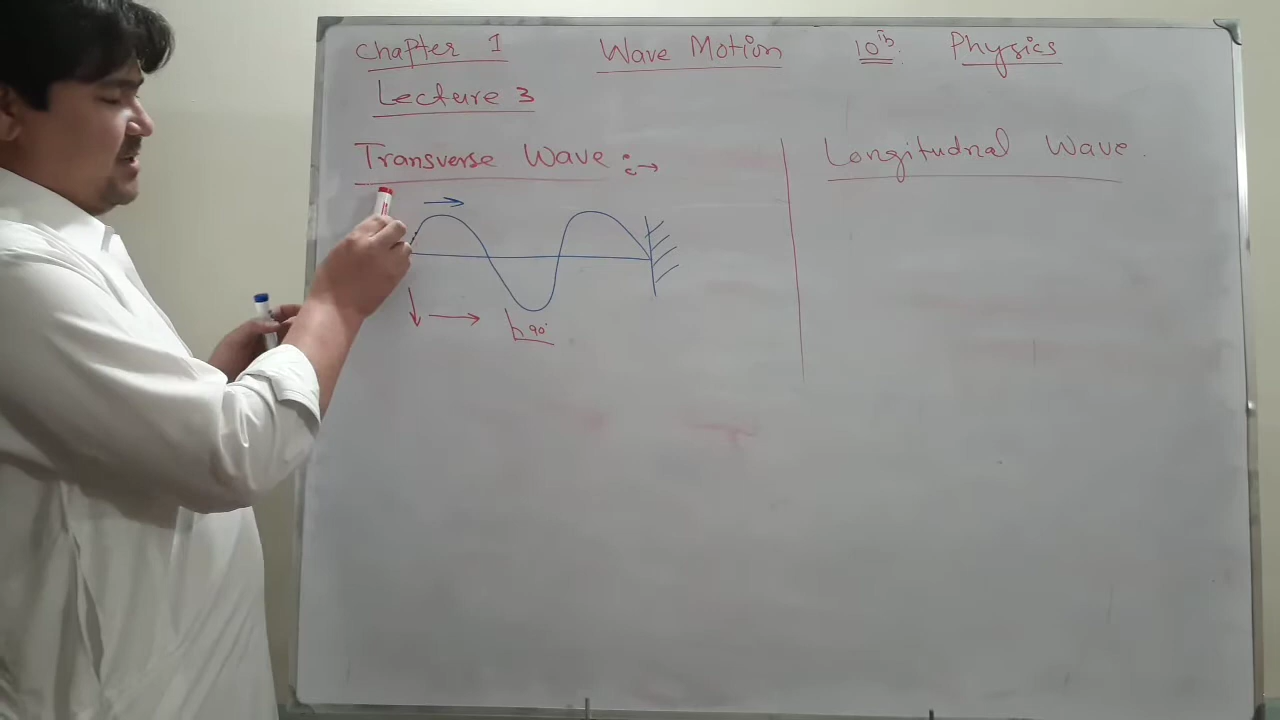 Chapter 1 Wave Motion 10th. Physics
Lecture 3
Transverse Wave :→
Longitudnal Wave.
90°